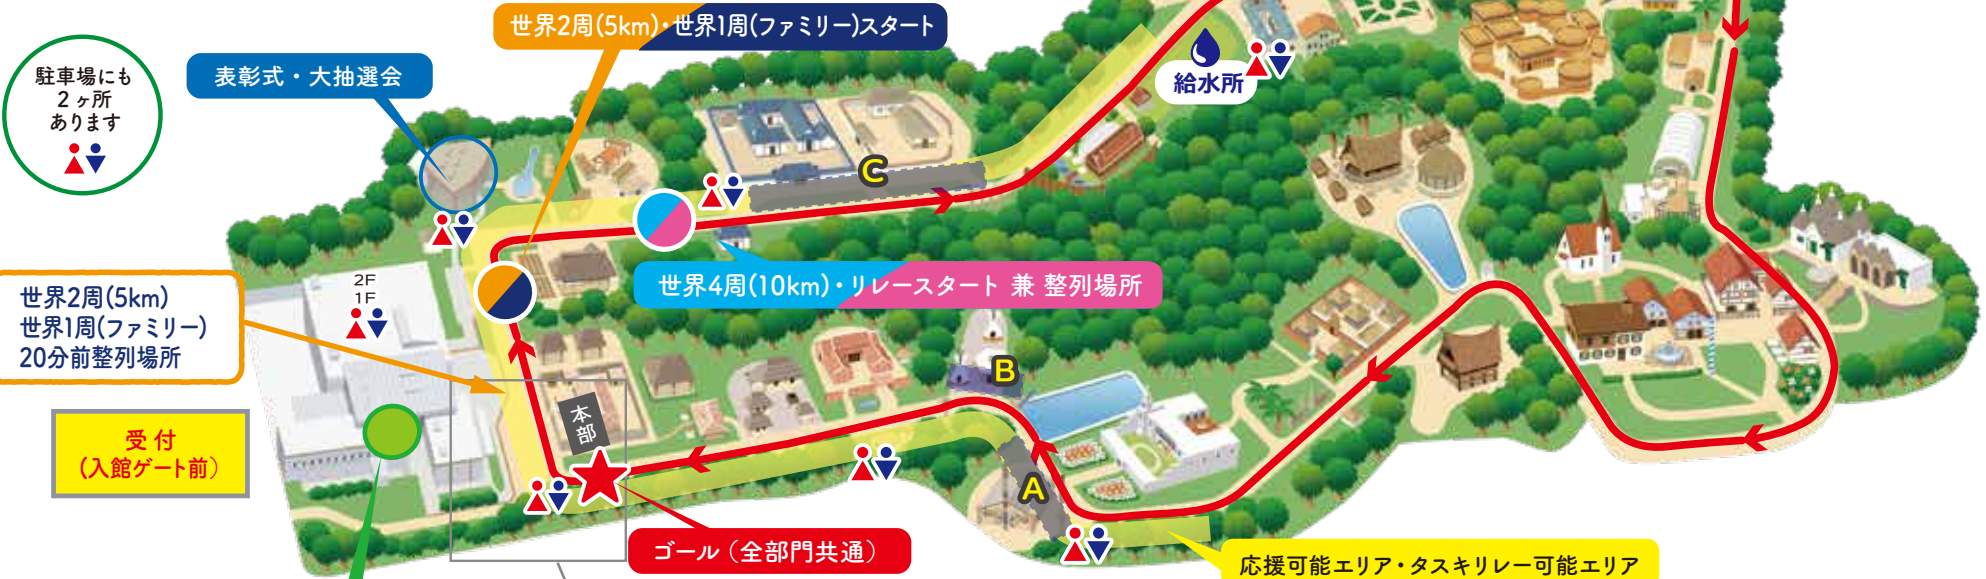 世界2周(5km)・世界1周(ファミリー)スタート
駐車場にも
2ヶ所
あります
表彰式・大抽選会
給水所
C
世界4周(10km)・リレースタート 兼 整列場所
2F
1F
世界2周(5km)
世界1周(ファミリー)
20分前整列場所
B
本部
受付
(入館ゲート前)
A
ゴール(全部門共通)
応援可能エリア・タスキリレー可能エリア